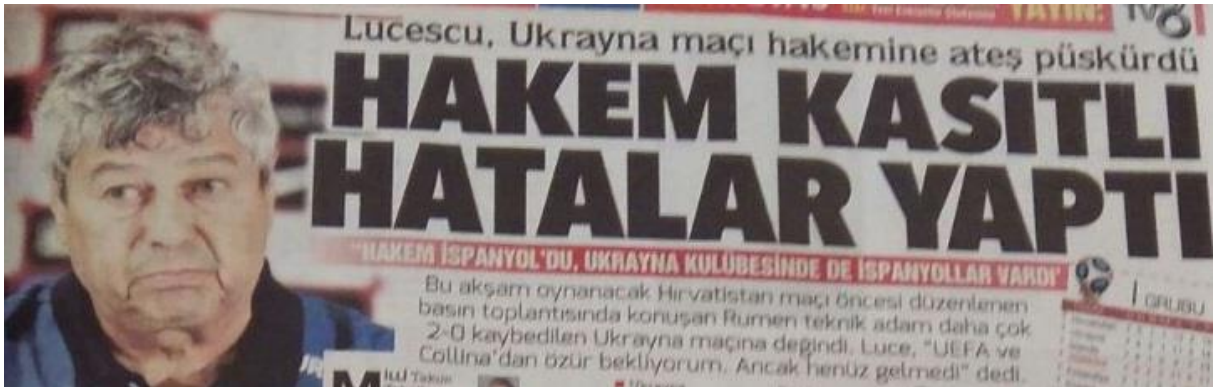 YAYIN:
Lucescu, Ukrayna maçı hakemine ateş püskürdü
HAKEM KASITLI
HATALAR YAPTI
"HAKEM İSPANYOL'DU, UKRAYNA KULÜBESİNDE DE İSPANYOLLAR VARDI"
Bu akşam oynanacak Hırvatistan maçı öncesi düzenlenen
basın toplantısında konuşan Rumen teknik adam daha çok
2-0 kaybedilen Ukrayna maçına değindi. Luce, "UEFA ve
Collina'dan özür bekliyorum. Ancak henüz gelmedi" dedi.
I GRUBU